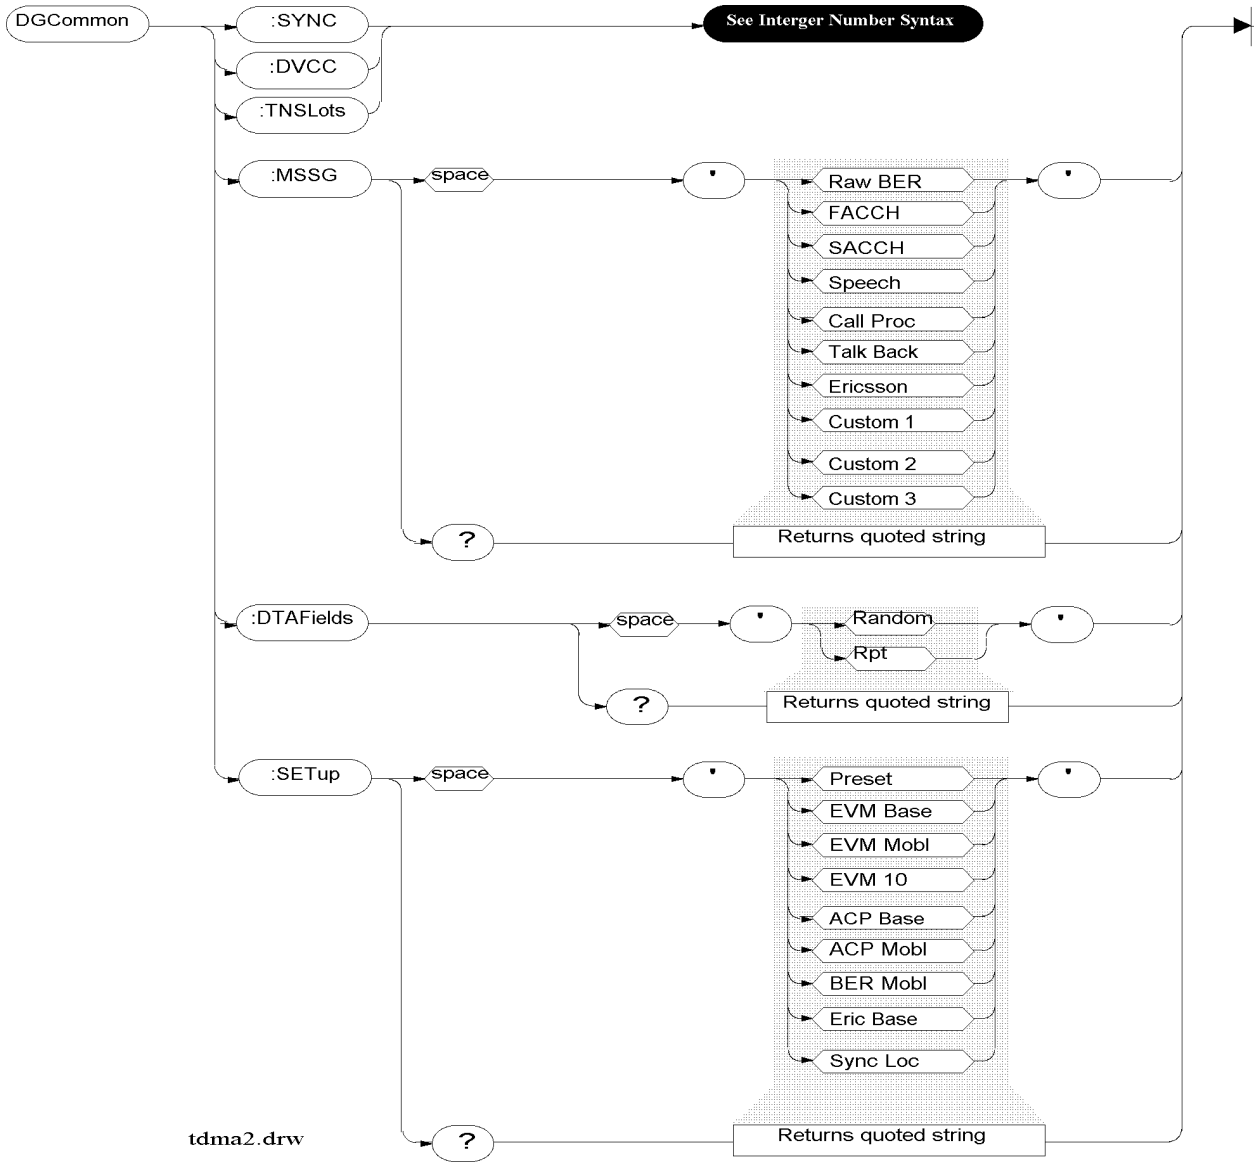 DGCommon
:SYNC
See Interger Number Syntax
:DVCC
:TNSLots
:MSSG
space
'
Raw BER
'
FACCH
SACCH
Speech
Call Proc
Talk Back
Ericsson
Custom 1
Custom 2
Custom 3
?
Returns quoted string
:DTAFields
space
'
Random
'
Rpt
?
Returns quoted string
:SETup
space
'
Preset
'
EVM Base
EVM Mobl
EVM 10
ACP Base
ACP Mobl
BER Mobl
Eric Base
Sync Loc
?
Returns quoted string
tdma2.drw